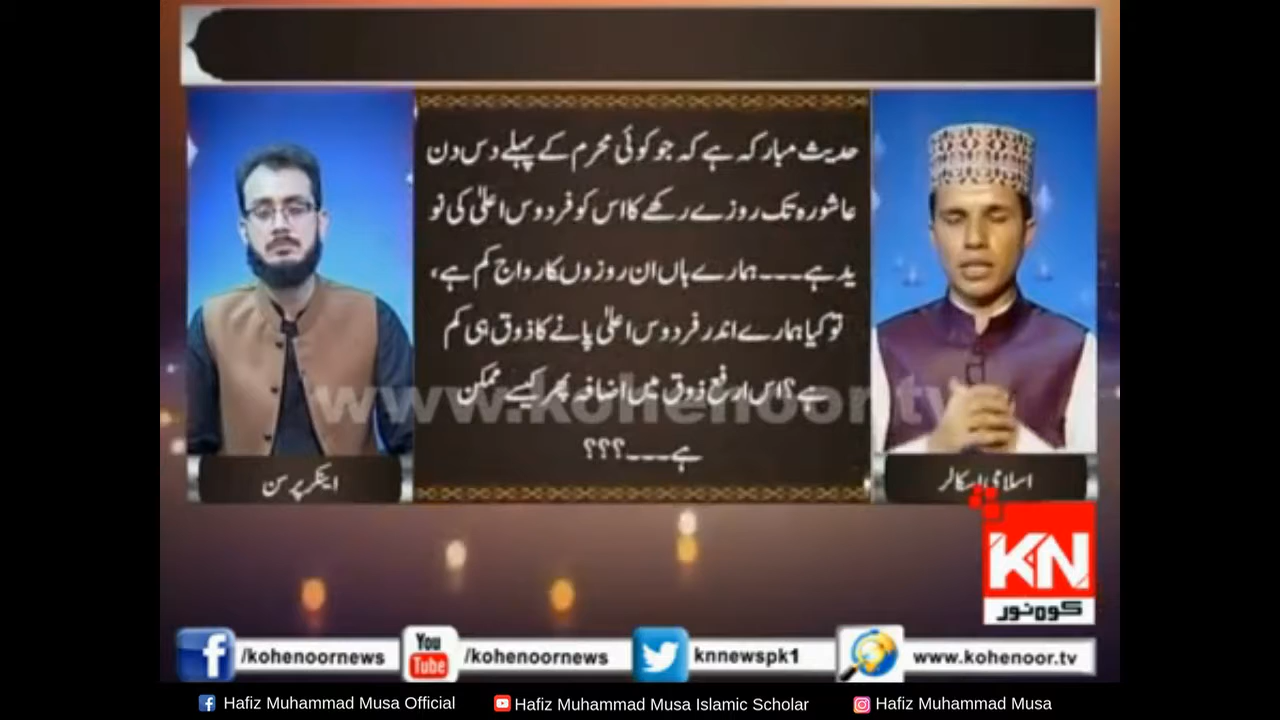 حدیث مبارکہ ہے کہ جو کوئی محرم کے پہلے دس دن
عاشورہ تک روزے رکھے کا اس کو فردوس اعلیٰ کی نو
ید ہے ۔۔۔ ہمارے ہاں ان روزوں کا رواج کم ہے،
تو کیا ہمارے اندر فردوس اعلیٰ پانے کا ذوق ہی کم
ہے؟ اس ارفع ذوق میں اضافہ پھر کیسے ممکن
ہے ۔۔۔؟؟؟
www.kohenoor.tv
اینکر پرسن
اسلامی اسکالر
KN
کوہ نور
/kohenoornews
You Tube
/kohenoornews
knnewspk1
www.kohenoor.tv
Hafiz Muhammad Musa Official
Hafiz Muhammad Musa Islamic Scholar
Hafiz Muhammad Musa